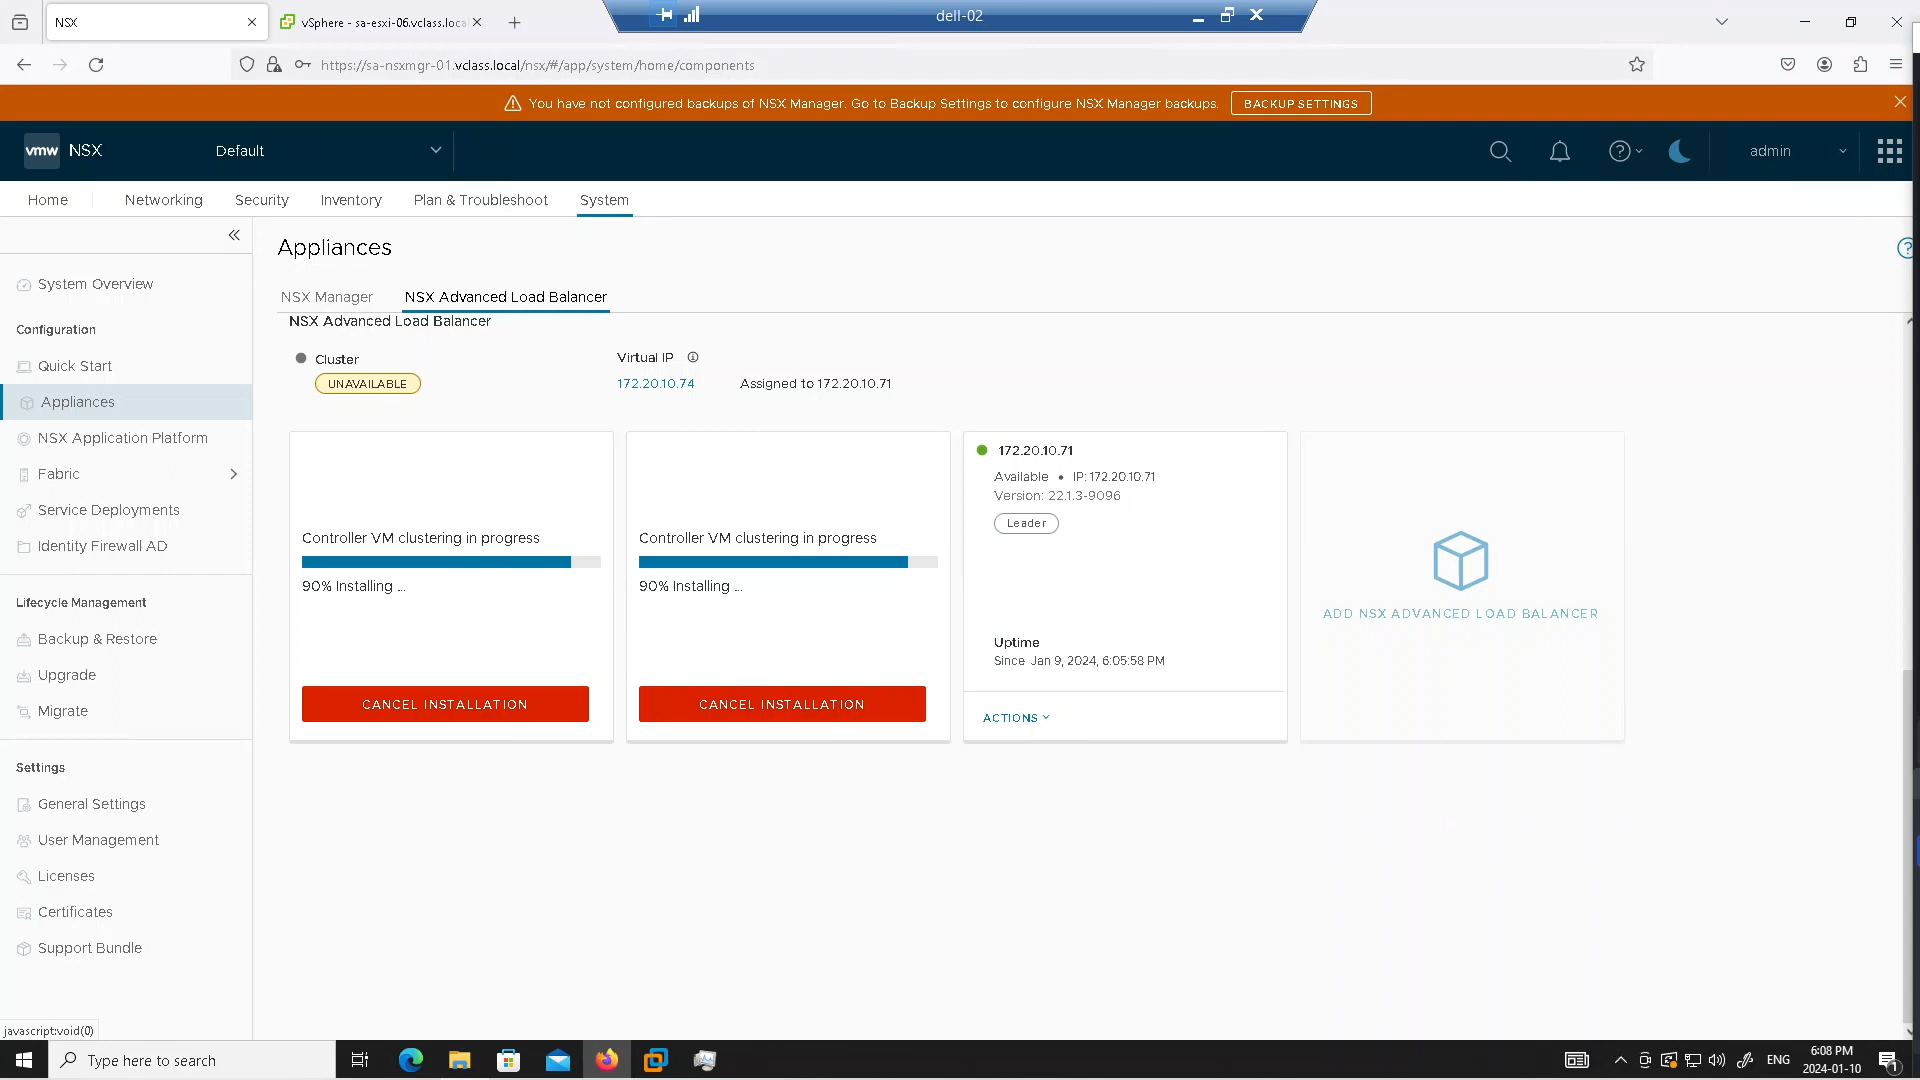 NSX
vSphere - sa-esxi-06.vclass.loca
dell-02
https://sa-nsxmgr-01.vclass.local/nsx/#/app/system/home/components
You have not configured backups of NSX Manager. Go to Backup Settings to configure NSX Manager backups.
BACKUP SETTINGS
vmw NSX
Default
admin
Home
Networking
Security
Inventory
Plan & Troubleshoot
System
System Overview
Configuration
Quick Start
Appliances
NSX Application Platform
Fabric
Service Deployments
Identity Firewall AD
Lifecycle Management
Backup & Restore
Upgrade
Migrate
Settings
General Settings
User Management
Licenses
Certificates
Support Bundle
javascript:void(0)
Appliances
NSX Manager
NSX Advanced Load Balancer
NSX Advanced Load Balancer
Cluster
UNAVAILABLE
Virtual IP
172.20.10.74
Assigned to 172.20.10.71
Controller VM clustering in progress
90% Installing ...
CANCEL INSTALLATION
Controller VM clustering in progress
90% Installing ...
CANCEL INSTALLATION
172.20.10.71
Available • IP: 172.20.10.71
Version: 22.1.3-9096
Leader
Uptime
Since Jan 9, 2024, 6:05:58 PM
ACTIONS
ADD NSX ADVANCED LOAD BALANCER
Type here to search
ENG
6:08 PM
2024-01-10
1